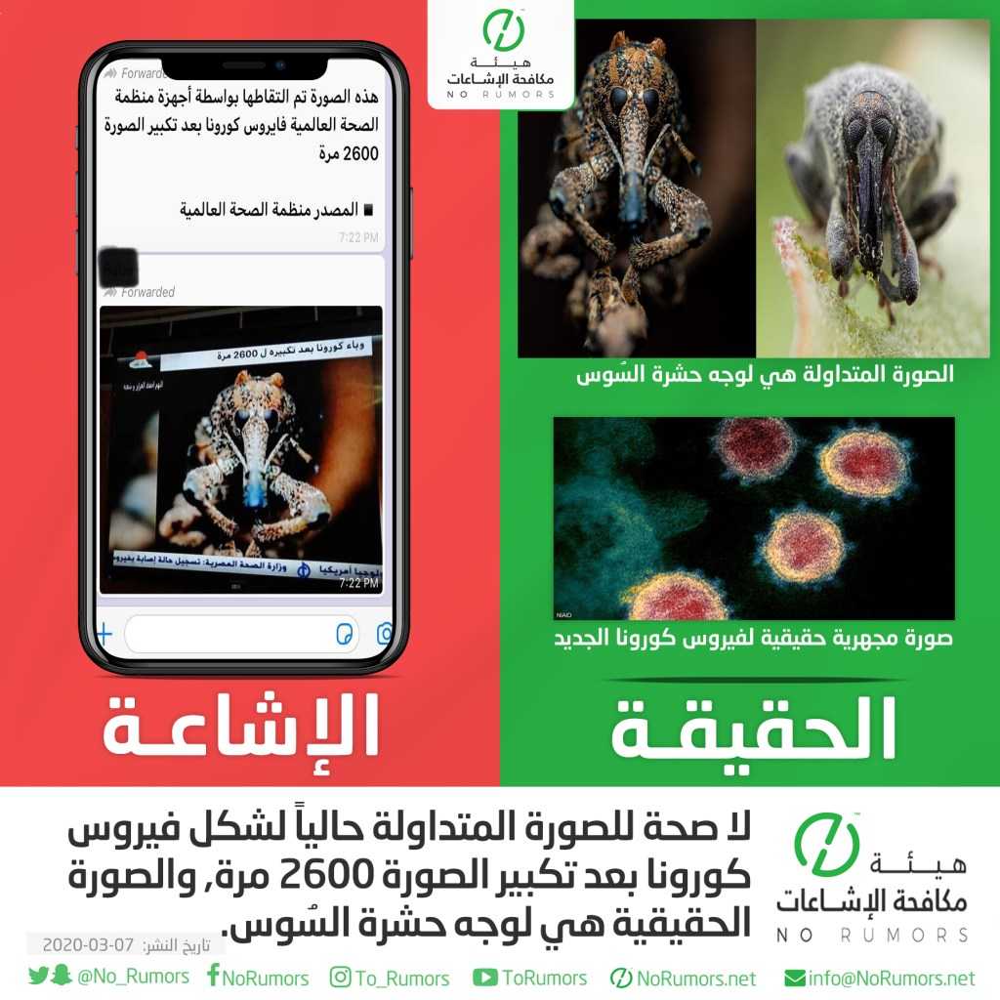 هيئة
مكافحة الإشاعات
NO RUMORS
Forwarded
هذه الصورة تم التقاطها بواسطة أجهزة منظمة
الصحة العالمية فايروس كورونا بعد تكبير الصورة
2600 مرة
■ المصدر منظمة الصحة العالمية
7:22 PM
Forwarded
وباء كورونا بعد تكبيره ل 2600 مرة
لوجيا أمريكيا
وزارة الصحة المصرية: تسجيل حالة إصابة بفيروس
7:22 PM
الإشاعة
الصورة المتداولة هي لوجه حشرة السُوس
NIAID
صورة مجهرية حقيقية لفيروس كورونا الجديد
الحقيقة
لا صحة للصورة المتداولة حالياً لشكل فيروس
كورونا بعد تكبير الصورة 2600 مرة, والصورة
الحقيقية هي لوجه حشرة السُوس.
هيئة
مكافحة الإشاعات
NO RUMORS
تاريخ النشر: 2020-03-07
@No_Rumors NoRumors To_Rumors ToRumors NoRumors.net info@NoRumors.net